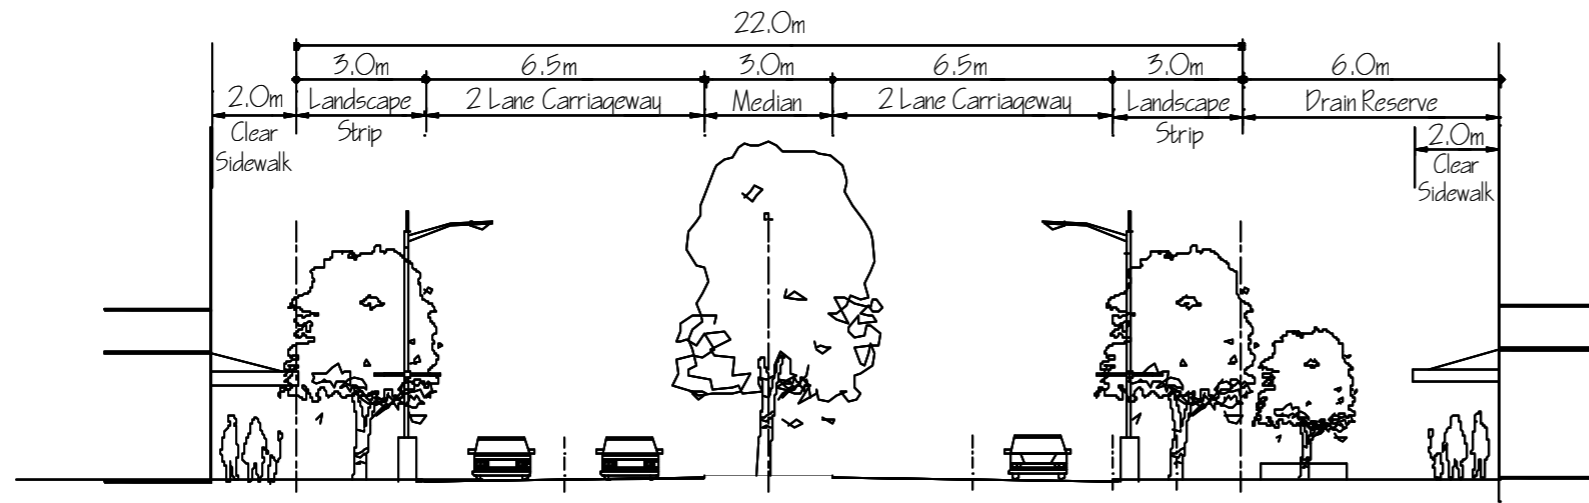 22.0m
3.0m 6.5m 3.0m 6.5m 3.0m 6.0m
2.0m Landscape 2 Lane Carriageway Median 2 Lane Carriageway Landscape Drain Reserve
Clear Strip Strip 2.0m
Sidewalk Clear
Sidewalk